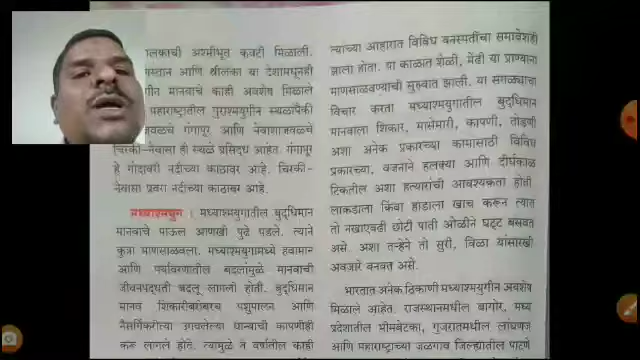 लकाची अश्मीभूत कवटी मिळाली.
आणि श्रीलंका या देशांमधूनही
मानवाचे काही अवशेष मिळाले
महाराष्ट्रातील पुराश्मयुगीन स्थळांपैकी
गंगापूर आणि नेवाशाजवळचे
चिरकी-नेवासा ही स्थळे प्रसिद्ध आहेत. गंगापूर
हे गोदावरी नदीच्या काठावर आहे. चिरकी-
नेवासा प्रवरा नदीच्या काठावर आहे.
मध्याश्मयुग : मध्याश्मयुगातील बुद्धिमान
मानवाचे पाऊल आणखी पुढे पडले. त्याने
कुत्रा माणसाळवला. मध्याश्मयुगामध्ये हवामान
आणि पर्यावरणातील बदलांमुळे मानवाची
जीवनपद्धती बदलू लागली होती. बुद्धिमान
मानव शिकारीबरोबरच पशुपालन आणि
नैसर्गिकरीत्या उगवलेल्या धान्याची कापणीही
करू लागला होता. त्यामुळे त वर्षातील काही
त्याच्या आहारात विविध वनस्पतींचा समावेशही
झाला होता. ह्या काळात शेळी, मेंढी या प्राण्यांना
माणसाळवण्याची सुरुवात झाली. या सगळ्याचा
विचार करता मध्याश्मयुगातील बुद्धिमान
मानवाला शिकार, मासेमारी, कापणी, तोडणी
अशा अनेक प्रकारच्या कामासाठी विविध
प्रकारच्या, वजनाने हलक्या आणि दीर्घकाळ
टिकतील अशा हत्यारांची आवश्यकता होती.
लाकडाला किंवा हाडाला खाच करून त्यात
तो नखाएवढी छोटी पाती ओळीने घट्ट बसवत
असे. अशा तऱ्हेने तो सुरी, विळा यांसारखी
अवजारे बनवत असे.
भारतात अनेक ठिकाणी मध्याश्मयुगीन अवशेष
मिळाले आहेत. राजस्थानमधील बागोर, मध्य
प्रदेशातील भीमबेटका, गुजरातमधील लांघणज
आणि महाराष्ट्राच्या जळगाव जिल्ह्यातील पाटणे